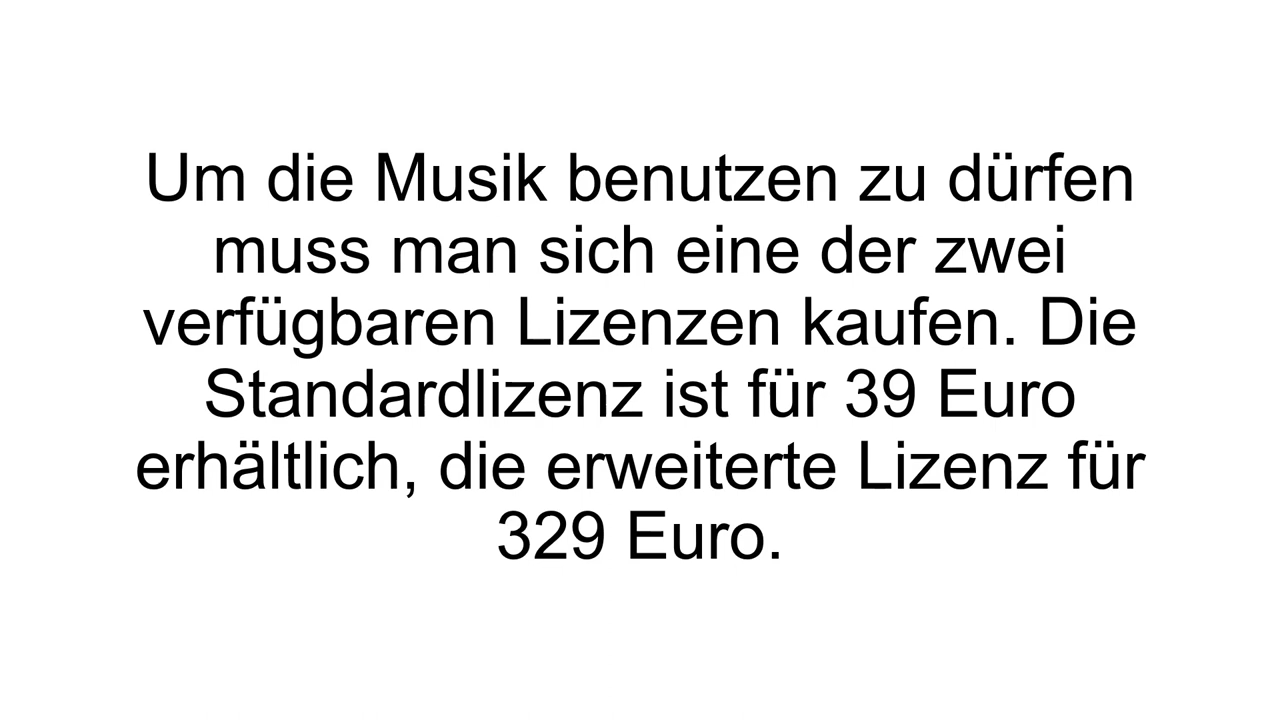 Um die Musik benutzen zu dürfen
muss man sich eine der zwei
verfügbaren Lizenzen kaufen. Die
Standardlizenz ist für 39 Euro
erhältlich, die erweiterte Lizenz für
329 Euro.